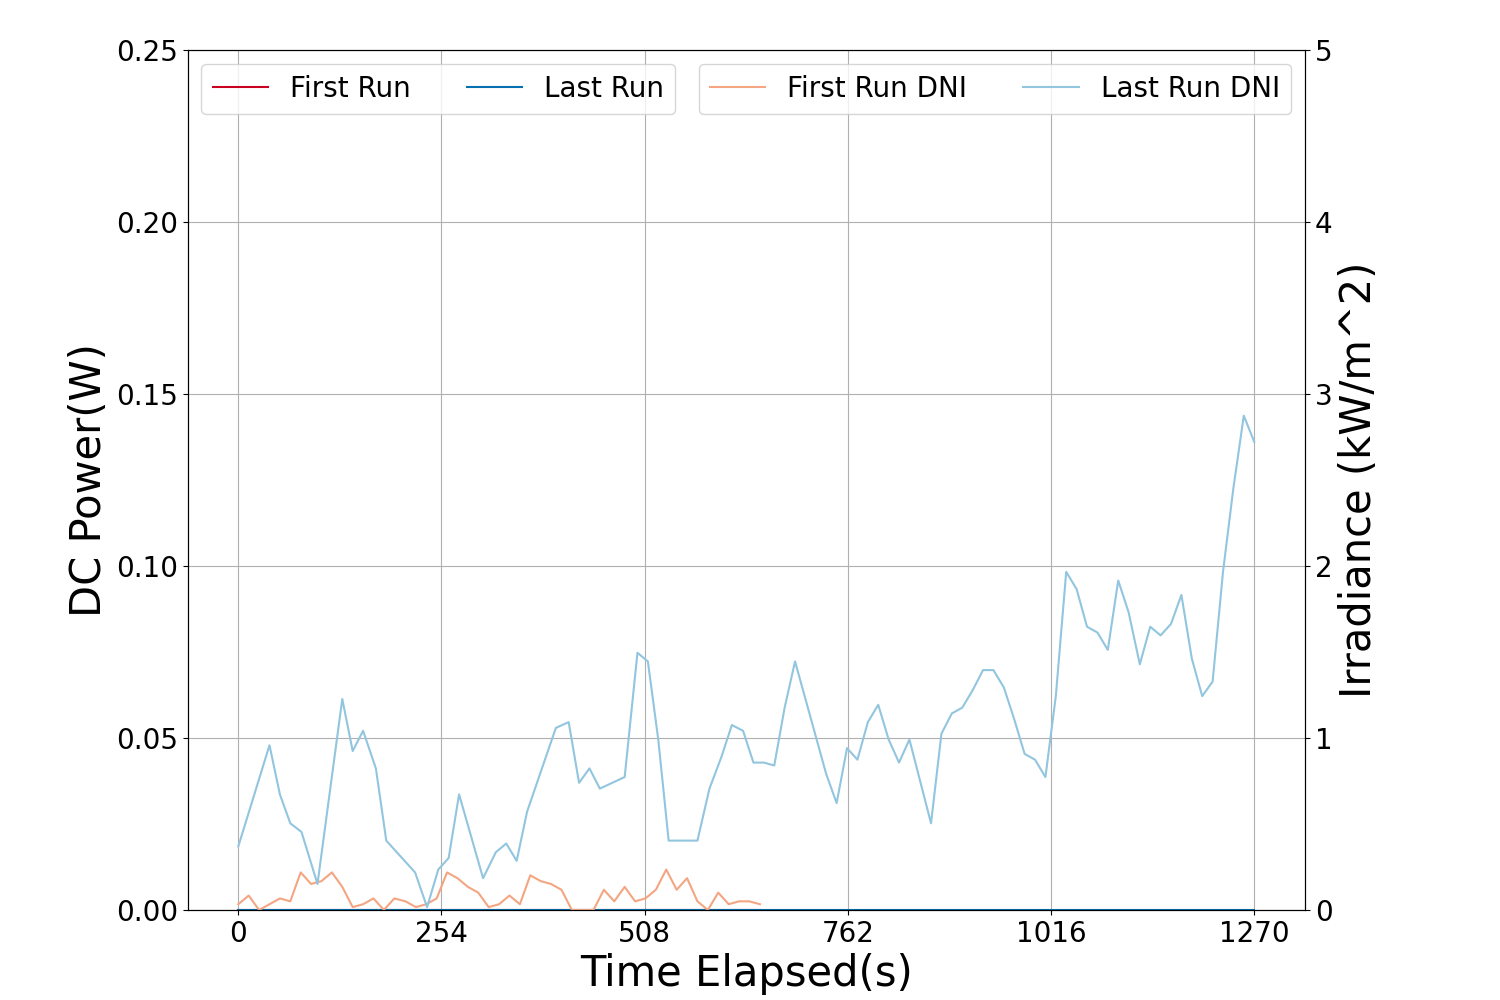 First Run
Last Run
First Run DNI
Last Run DNI
DC Power(W)
0.25
0.20
0.15
0.10
0.05
0.00
5
4
3
2
1
0
Irradiance (kW/m^2)
0
254
508
762
1016
1270
Time Elapsed(s)